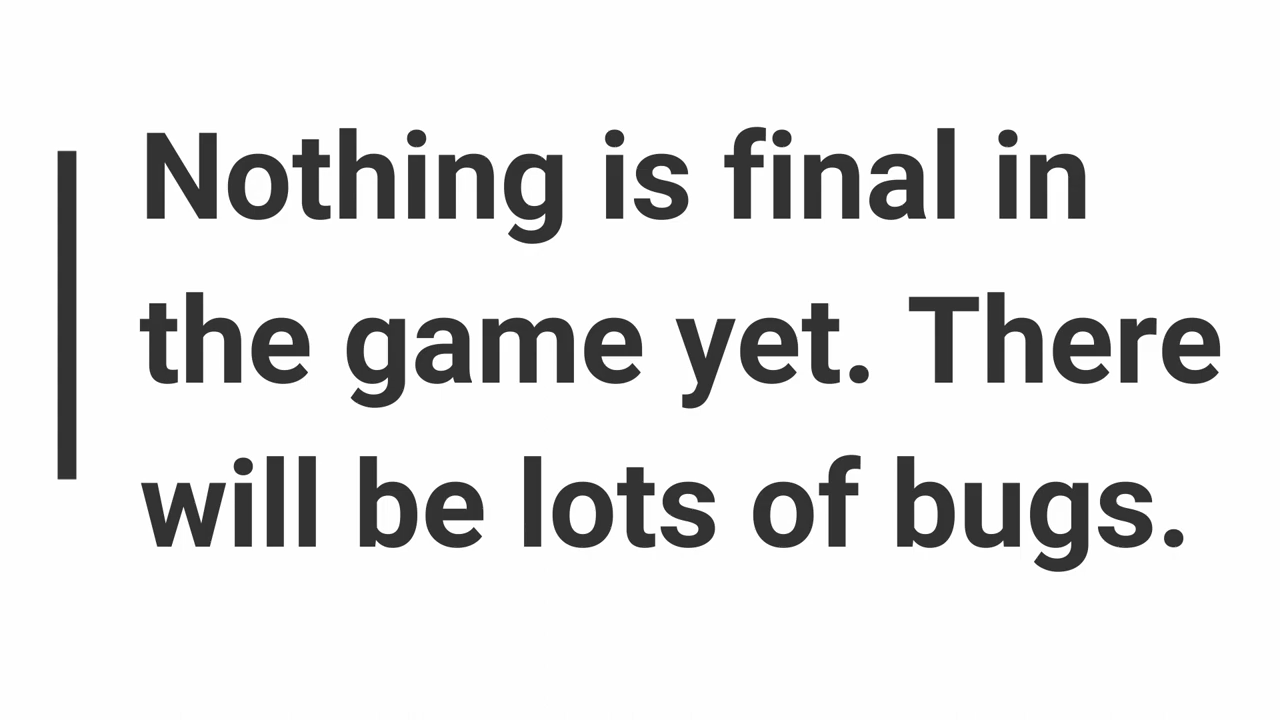 Nothing is final in
the game yet. There
will be lots of bugs.